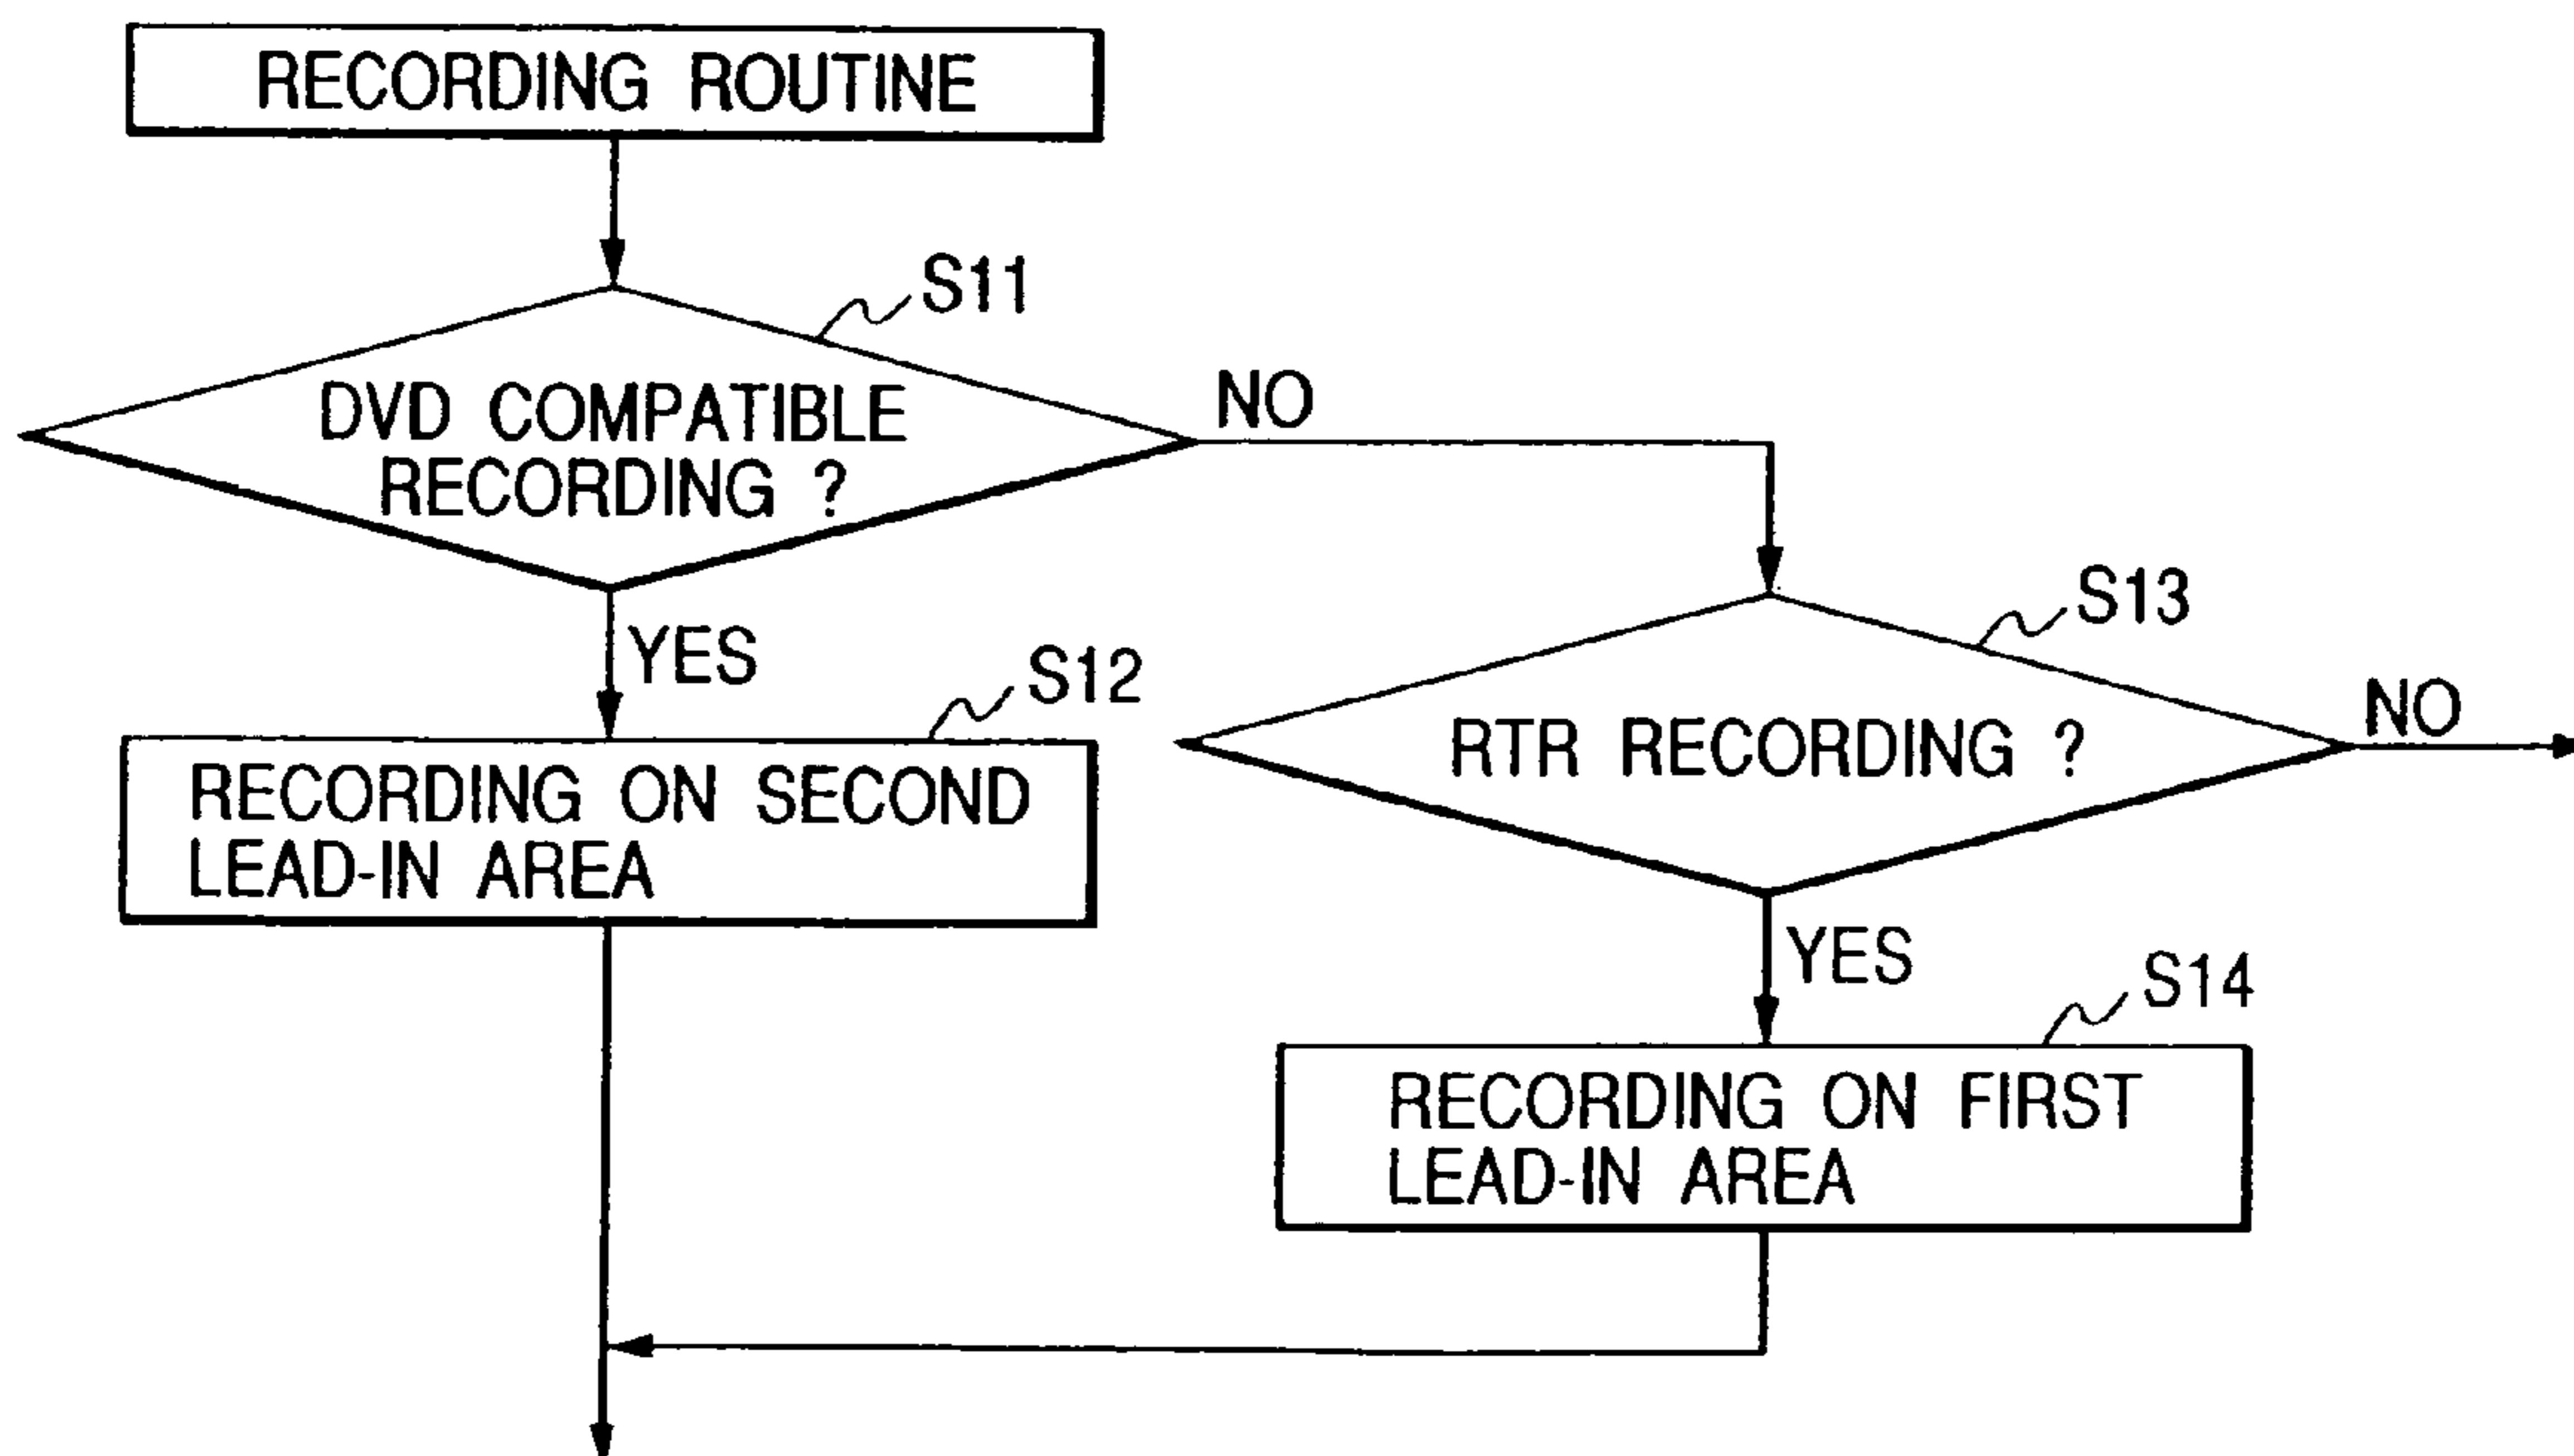 RECORDING ROUTINE
S11
DVD COMPATIBLE
RECORDING ?
NO
YES
S12
RECORDING ON SECOND
LEAD-IN AREA
S13
RTR RECORDING ?
NO
YES
S14
RECORDING ON FIRST
LEAD-IN AREA